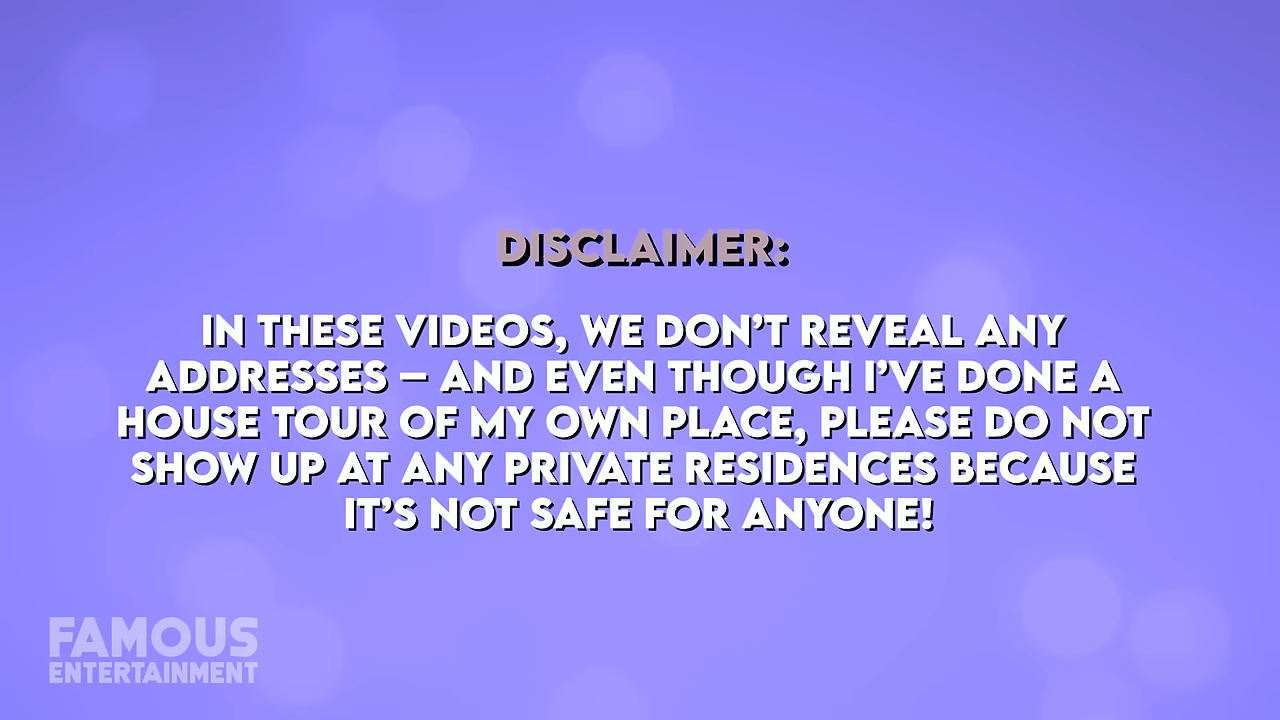 DISCLAIMER:
IN THESE VIDEOS, WE DON’T REVEAL ANY
ADDRESSES – AND EVEN THOUGH I’VE DONE A
HOUSE TOUR OF MY OWN PLACE, PLEASE DO NOT
SHOW UP AT ANY PRIVATE RESIDENCES BECAUSE
IT’S NOT SAFE FOR ANYONE!
FAMOUS
ENTERTAINMENT